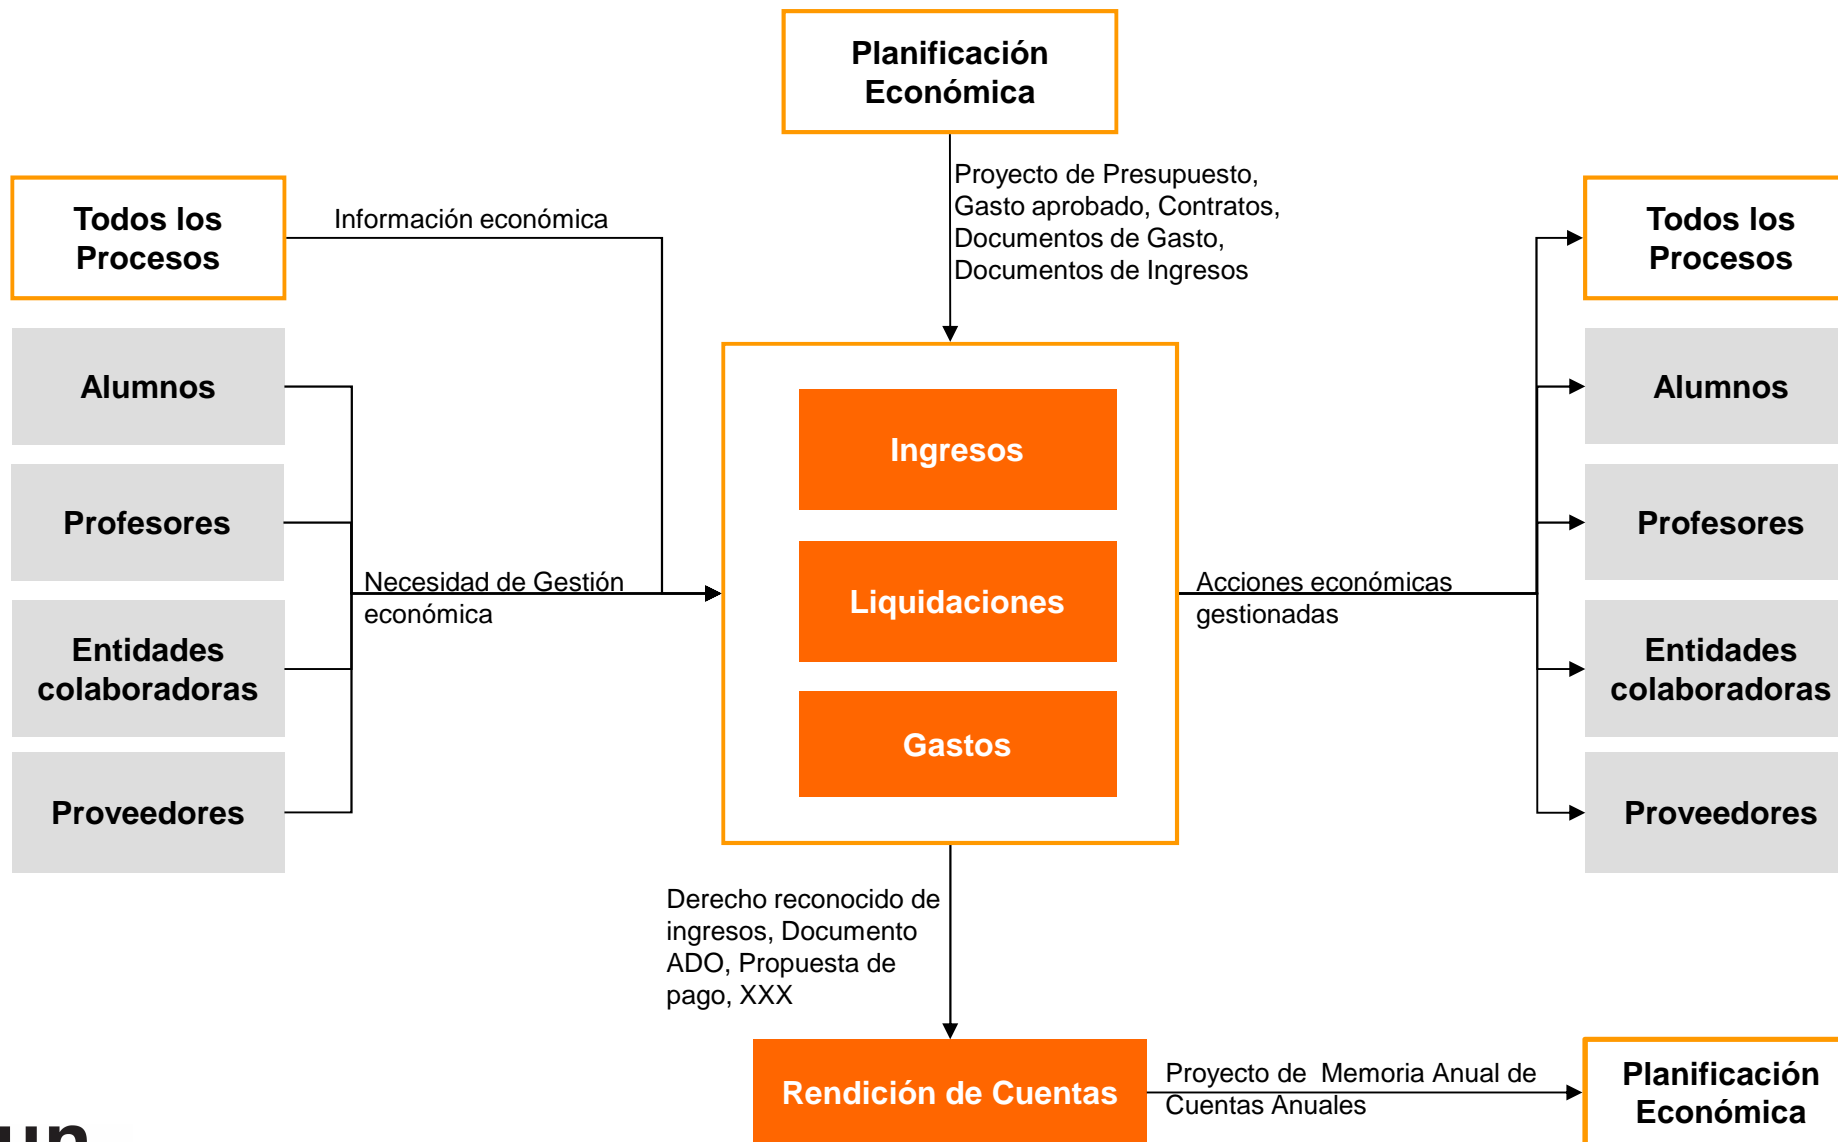 Planificación
Económica
Proyecto de Presupuesto,
Gasto aprobado, Contratos,
Documentos de Gasto,
Documentos de Ingresos
Todos los
Procesos
Información económica
Todos los
Procesos
Alumnos
Alumnos
Ingresos
Profesores
Profesores
Necesidad de Gestión
económica
Liquidaciones
Acciones económicas
gestionadas
Entidades
colaboradoras
Entidades
colaboradoras
Gastos
Proveedores
Proveedores
Derecho reconocido de
ingresos, Documento
ADO, Propuesta de
pago, XXX
Rendición de Cuentas
Proyecto de  Memoria Anual de
Cuentas Anuales
Planificación
Económica